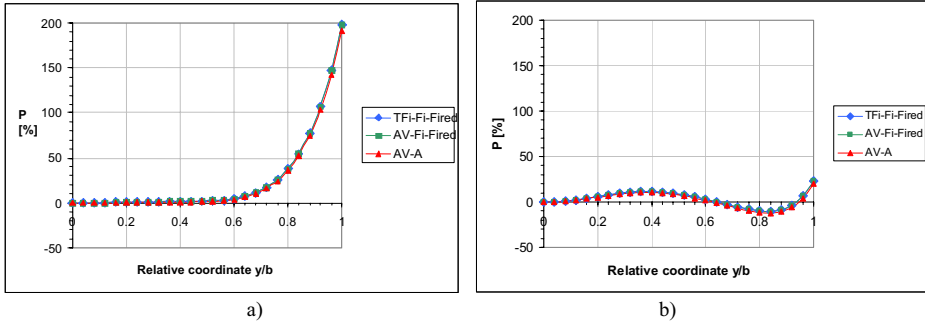 200
150
100
50
0
-50
P
[%]
0 0.2 0.4 0.6 0.8 1
Relative coordinate y/b
TFi-Fi-Fired
AV-Fi-Fired
AV-A
a)
200
150
100
50
0
-50
P [%]
0 0.2 0.4 0.6 0.8 1
Relative coordinate y/b
TFi-Fi-Fired
AV-Fi-Fired
AV-A
b)